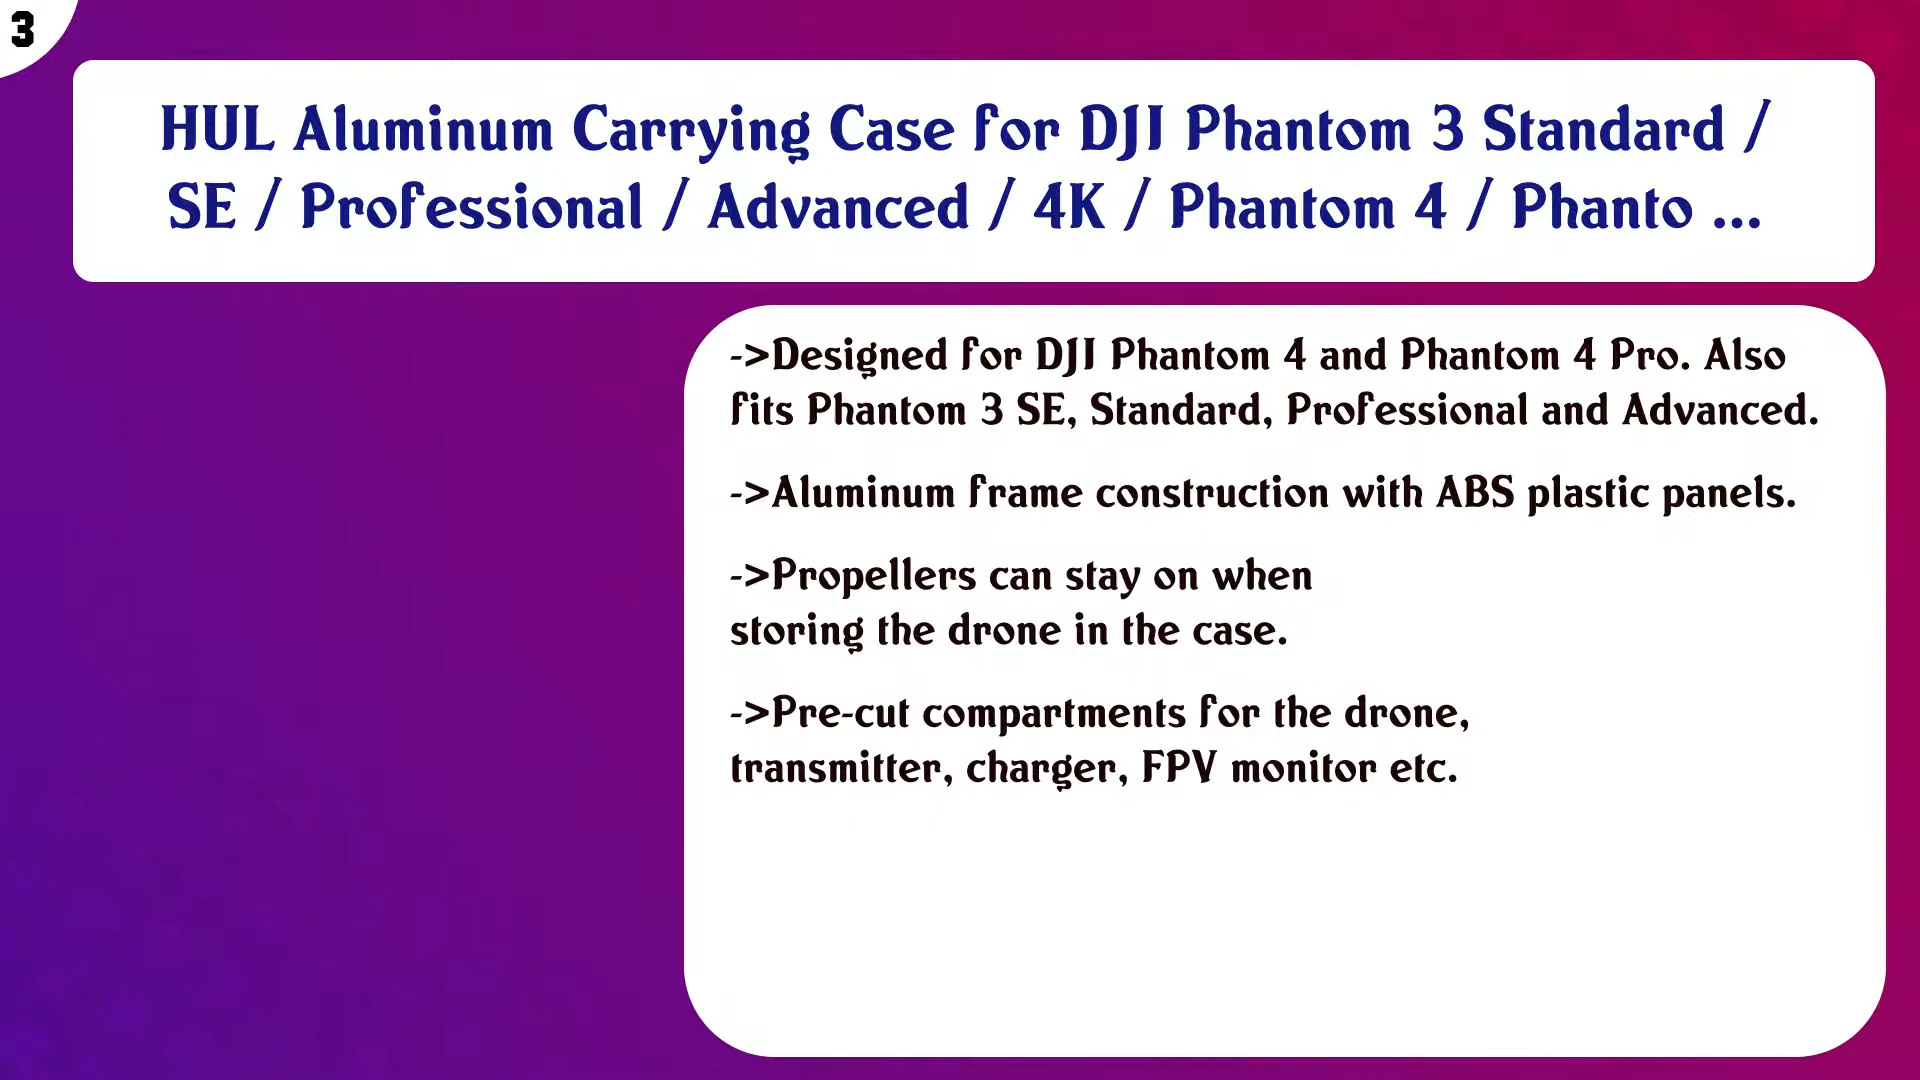 3
HUL Aluminum Carrying Case for DJI Phantom 3 Standard /
SE / Professional / Advanced / 4K / Phantom 4 / Phanto ...
->Designed for DJI Phantom 4 and Phantom 4 Pro. Also
fits Phantom 3 SE, Standard, Professional and Advanced.
->Aluminum frame construction with ABS plastic panels.
->Propellers can stay on when
storing the drone in the case.
->Pre-cut compartments for the drone,
transmitter, charger, FPV monitor etc.